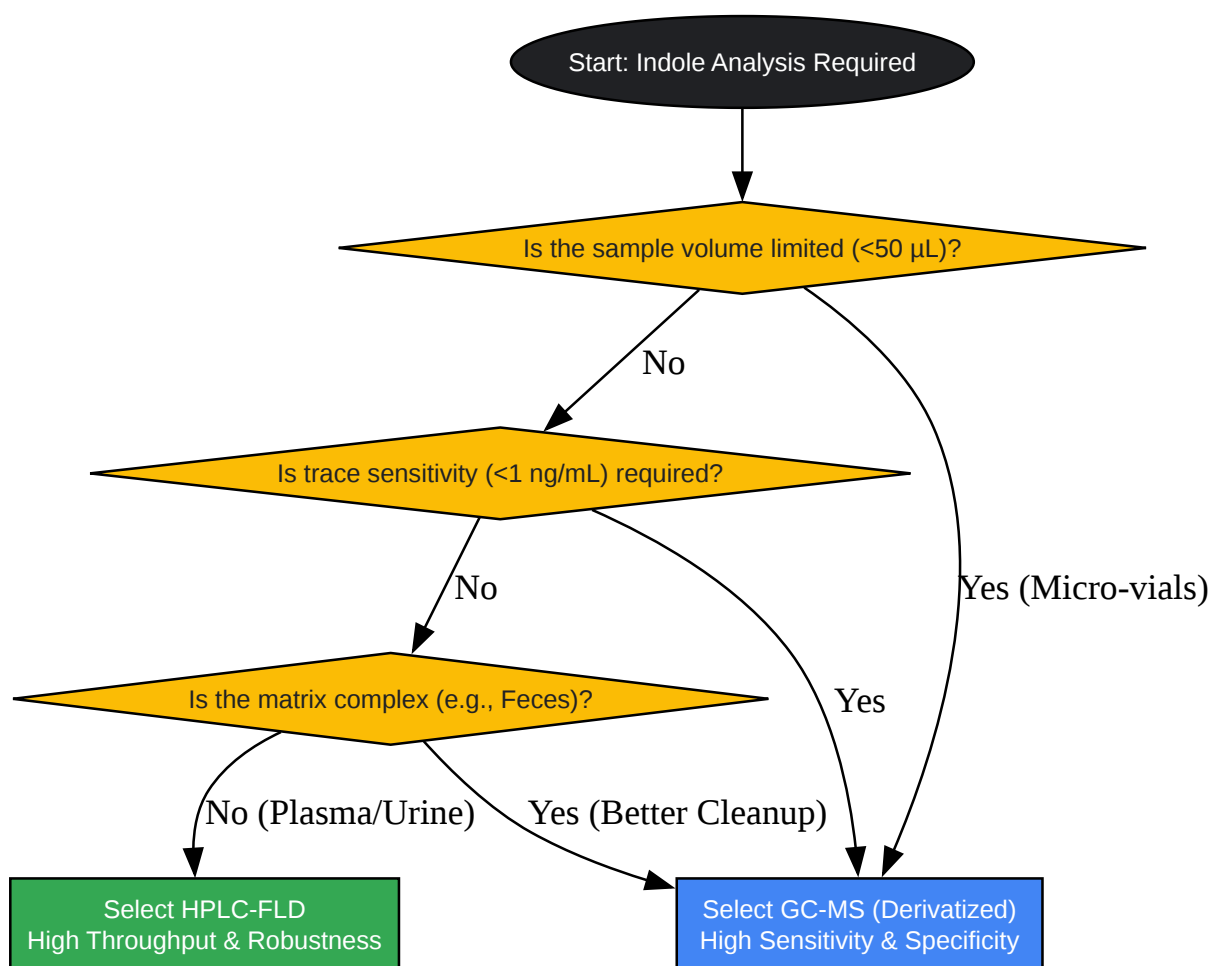 Start: Indole Analysis Required
Is the sample volume limited (<50 µL)?
No
Is trace sensitivity (<1 ng/mL) required?
No
Yes (Micro-vials)
Is the matrix complex (e.g., Feces)?
Yes
No (Plasma/Urine)
Yes (Better Cleanup)
Select HPLC-FLD
High Throughput & Robustness
Select GC-MS (Derivatized)
High Sensitivity & Specificity